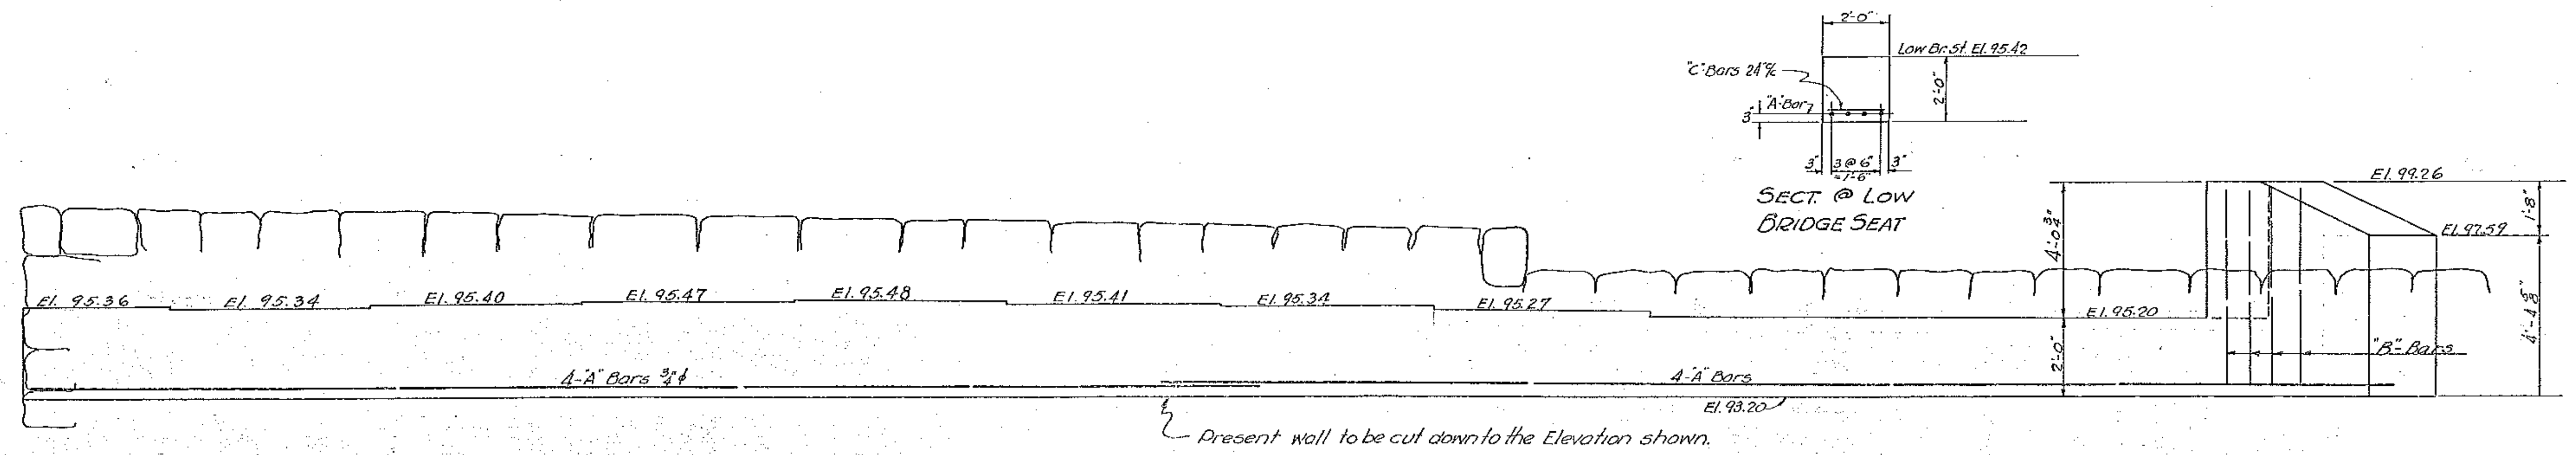 2'-0"
Low Br. St. El. 95.42
"C" Bars 24" %
2'-0"
"A" Bar
3"
3" 3@6" 3"
=1'-6"
SECT. @ LOW
BRIDGE SEAT
El. 99.26
1'-8"
4'-0 3/4"
El. 97.59
El. 95.36
El. 95.34
El. 95.40
El. 95.47
El. 95.48
El. 95.41
El. 95.34
El. 95.27
El. 95.20
4'-4 5/8"
2'-0"
"B"-Bars
4-"A" Bars 3/4"ϕ
4-"A" Bars
El. 93.20
Present wall to be cut down to the Elevation shown.